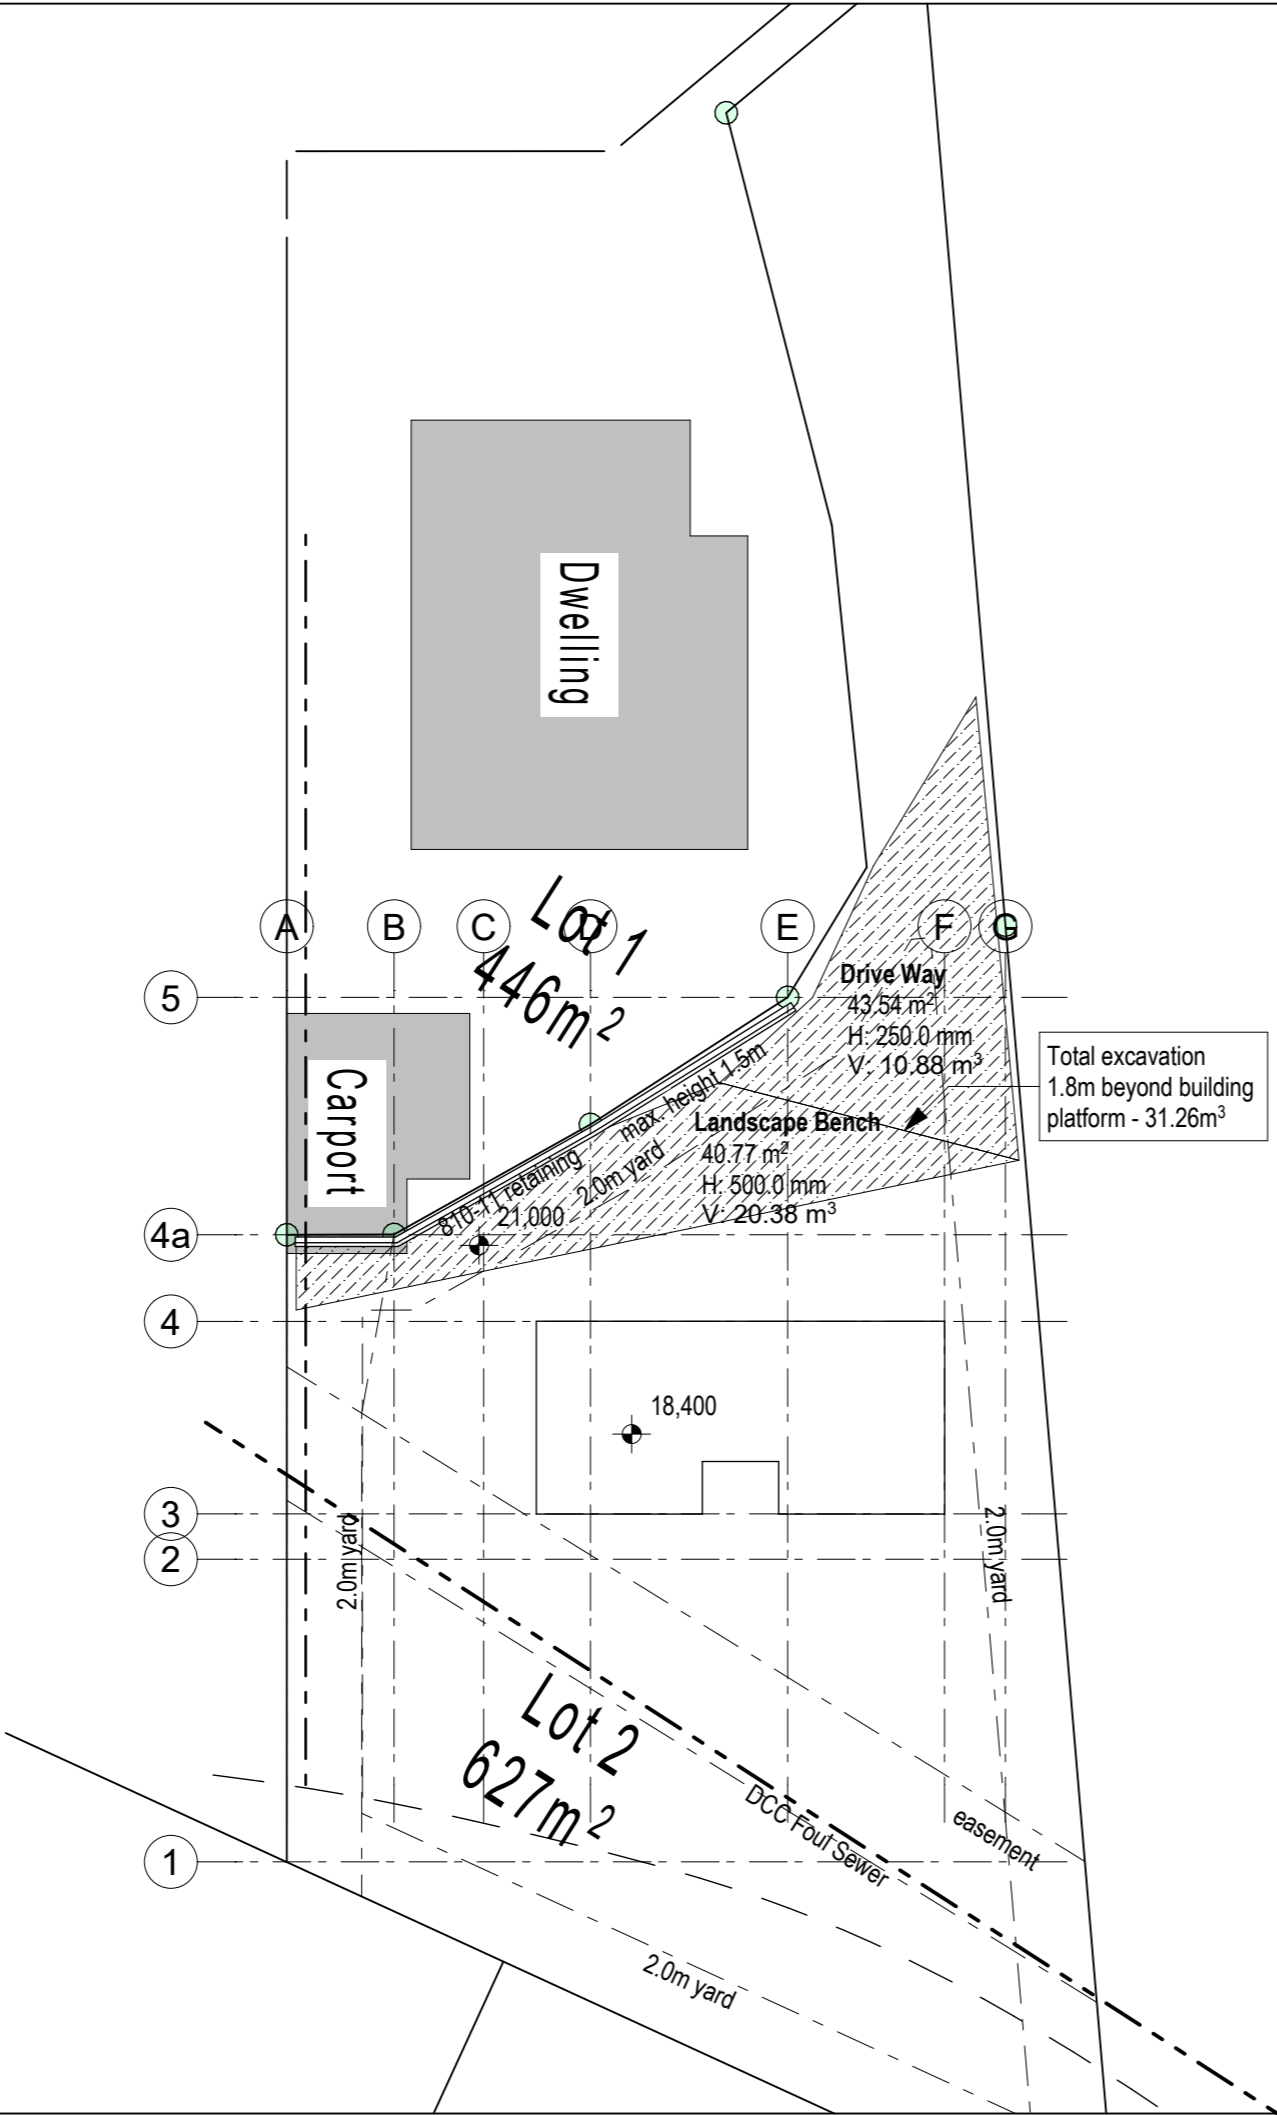 Dwelling
Lot 1
446m²
A
B
C
D
E
F
G
5
Drive Way
43.54 m²
H: 250.0 mm
V: 10.88 m³
Total excavation
1.8m beyond building
platform - 31.26m³
Carport
810-11 retaining max. height 1.5m
2.0m yard
Landscape Bench
40.77 m²
H: 500.0 mm
V: 20.38 m³
21,000
4a
4
18,400
3
2
2.0m yard
2.0m yard
Lot 2
627m²
DCC Foul Sewer
easement
1
2.0m yard